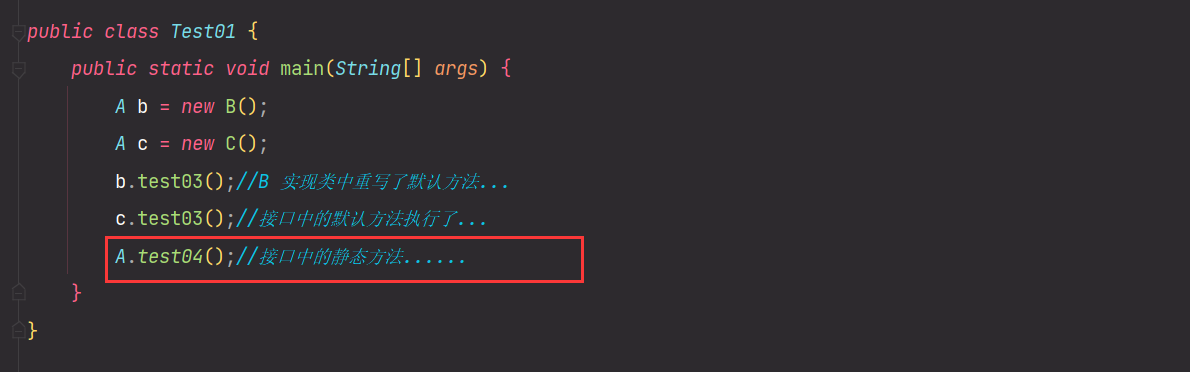 public class Test01 {
public static void main(String[] args) {
A b = new B();
A c = new C();
b.test03();//B 实现类中重写了默认方法...
c.test03();//接口中的默认方法执行了...
A.test04();//接口中的静态方法......
}
}